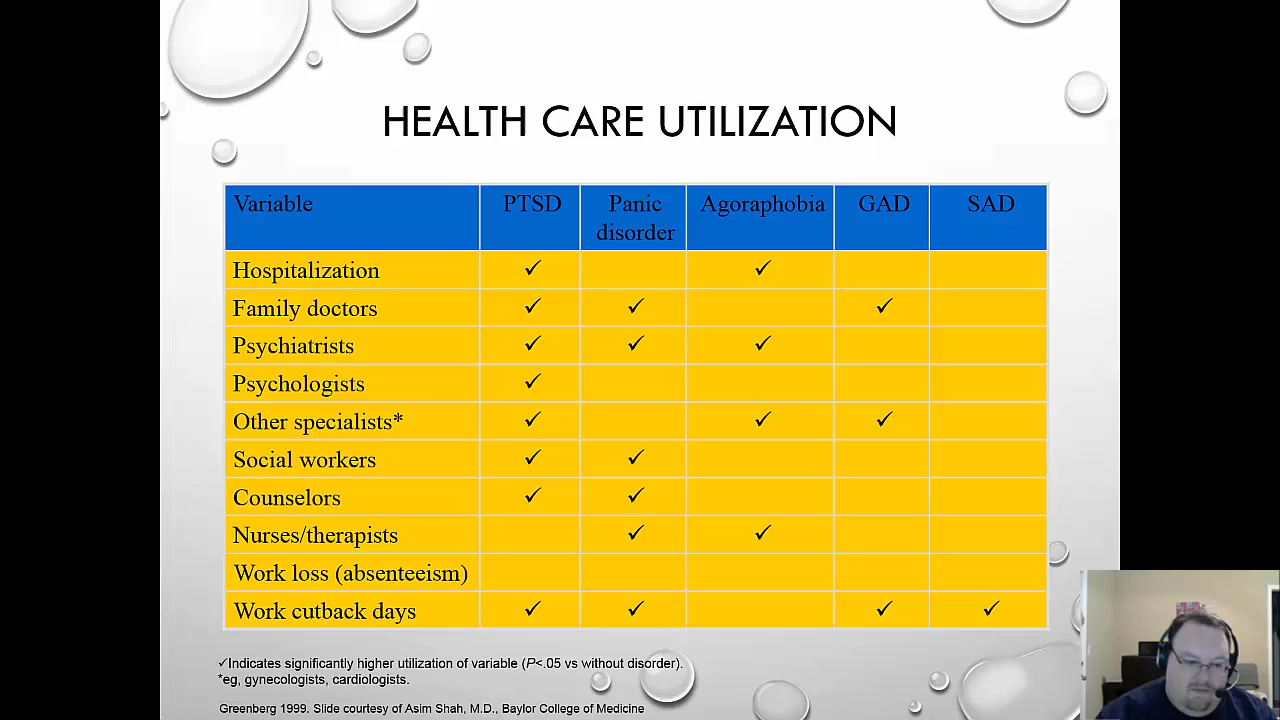 HEALTH CARE UTILIZATION
Variable PTSD Panic disorder Agoraphobia GAD SAD
Hospitalization ✓ ✓
Family doctors ✓ ✓ ✓
Psychiatrists ✓ ✓ ✓
Psychologists ✓
Other specialists* ✓ ✓ ✓
Social workers ✓ ✓
Counselors ✓ ✓
Nurses/therapists ✓ ✓
Work loss (absenteeism)
Work cutback days ✓ ✓ ✓ ✓
✓Indicates significantly higher utilization of variable (P<.05 vs without disorder).
*eg, gynecologists, cardiologists.
Greenberg 1999. Slide courtesy of Asim Shah, M.D., Baylor College of Medicine